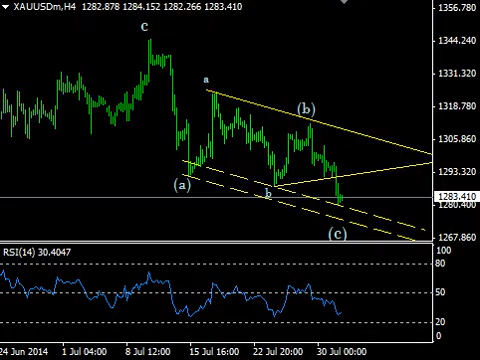 XAUUSDm,H4 1282.878 1284.152 1282.266 1283.410
1356.780
1344.240
1331.320
1318.780
1305.860
1293.320
1283.410
1280.400
1267.860
c
a
(b)
(a)
b
(c)
RSI(14) 30.4047
100
80
50
20
0
24 Jun 2014 1 Jul 04:00 8 Jul 12:00 15 Jul 16:00 22 Jul 20:00 30 Jul 00:00